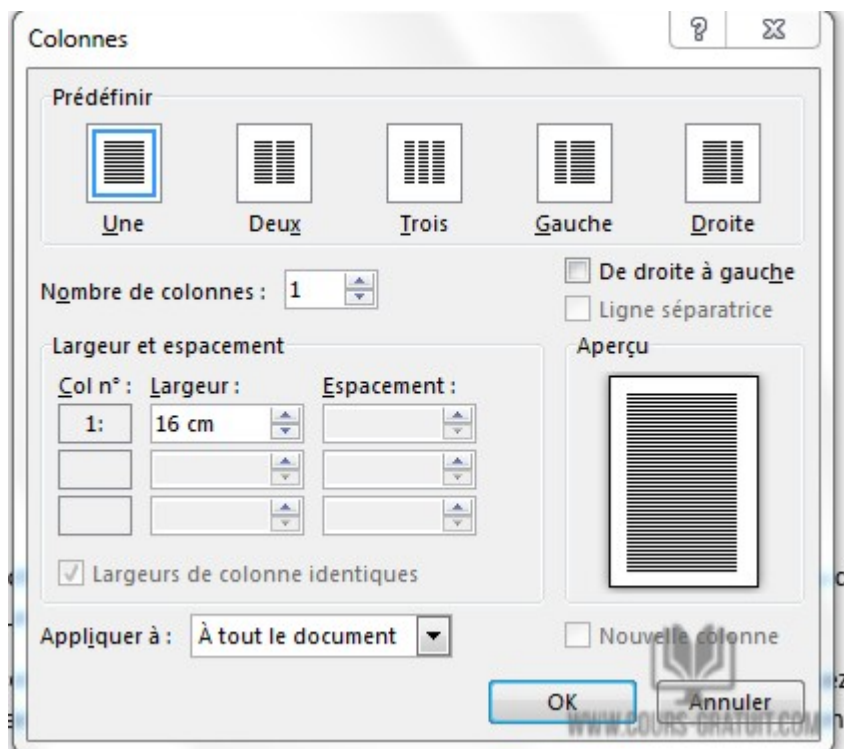 Colonnes
Prédéfinir
Une Deux Trois Gauche Droite
Nombre de colonnes : 1
De droite à gauche
Ligne séparatrice
Largeur et espacement
Col n° : Largeur : Espacement :
1: 16 cm
Largeurs de colonne identiques
Aperçu
Appliquer à : À tout le document
Nouvelle colonne
OK Annuler
WWW.COURS-GRATUIT.COM